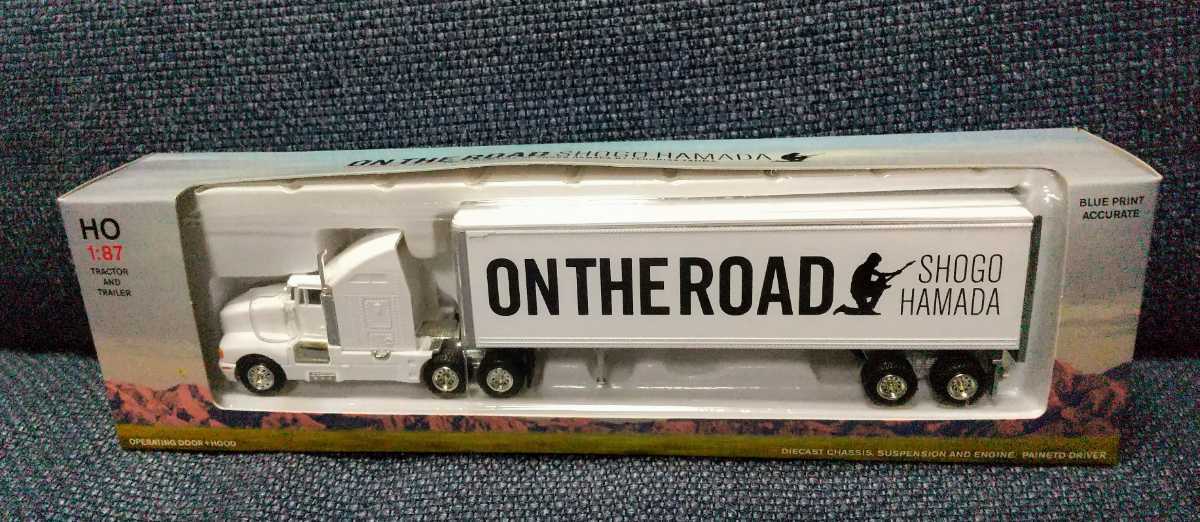 ON THE ROAD SHOGO HAMADA
HO
1:87
TRACTOR
AND
TRAILER
BLUE PRINT
ACCURATE
ON THE ROAD
SHOGO
HAMADA
OPERATING DOOR + HOOD
DIECAST CHASSIS, SUSPENSION AND ENGINE, PAINETD DRIVER